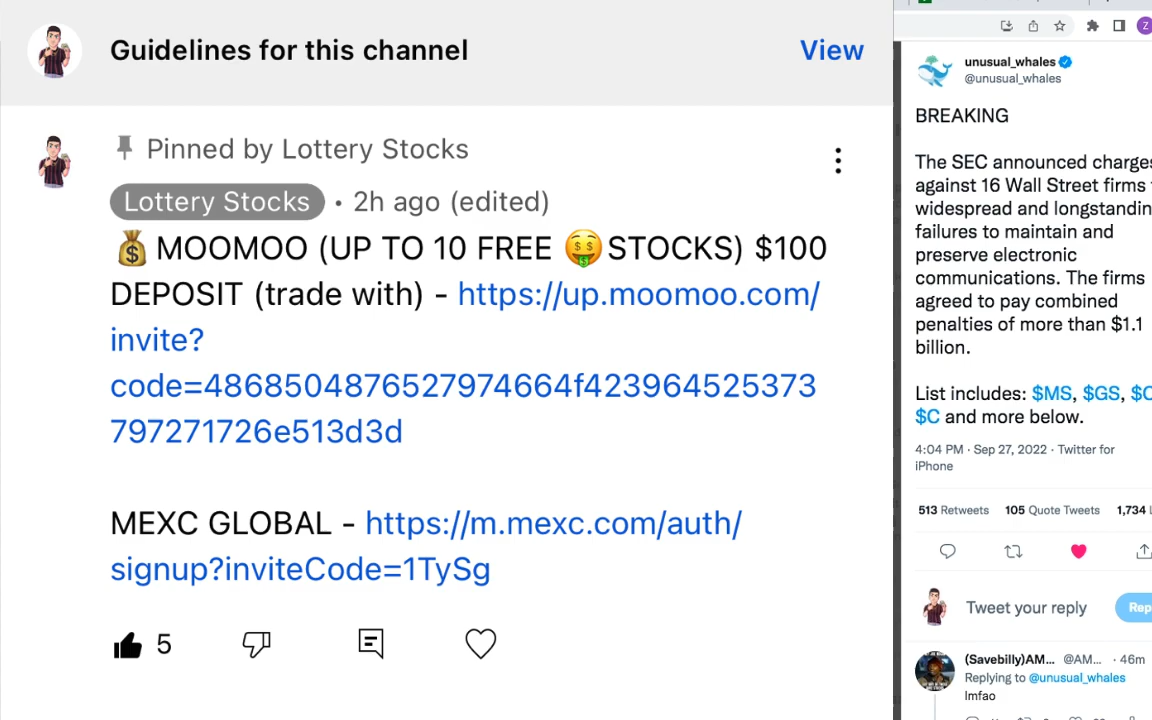 Guidelines for this channel
View
Pinned by Lottery Stocks
Lottery Stocks • 2h ago (edited)
💰 MOOMOO (UP TO 10 FREE 🤑 STOCKS) $100
DEPOSIT (trade with) - https://up.moomoo.com/
invite?
code=4868504876527974664f423964525373
797271726e513d3d
MEXC GLOBAL - https://m.mexc.com/auth/
signup?inviteCode=1TySg
5
Z
unusual_whales
@unusual_whales
BREAKING
The SEC announced charges
against 16 Wall Street firms
widespread and longstandin
failures to maintain and
preserve electronic
communications. The firms
agreed to pay combined
penalties of more than $1.1
billion.
List includes: $MS, $GS,
$C and more below.
4:04 PM · Sep 27, 2022 · Twitter for
iPhone
513 Retweets 105 Quote Tweets 1,734
Tweet your reply
Rep
(Savebilly)AM... @AM... · 46m
Replying to @unusual_whales
lmfao